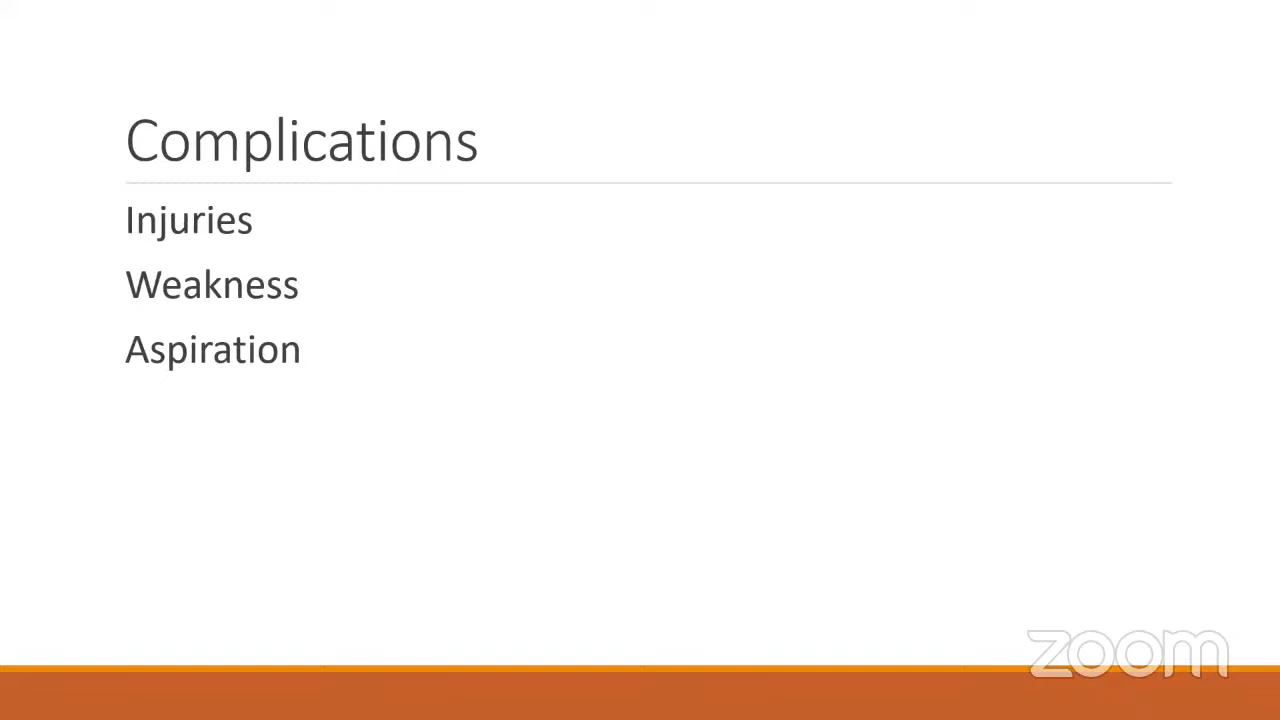 Complications
Injuries
Weakness
Aspiration
zoom